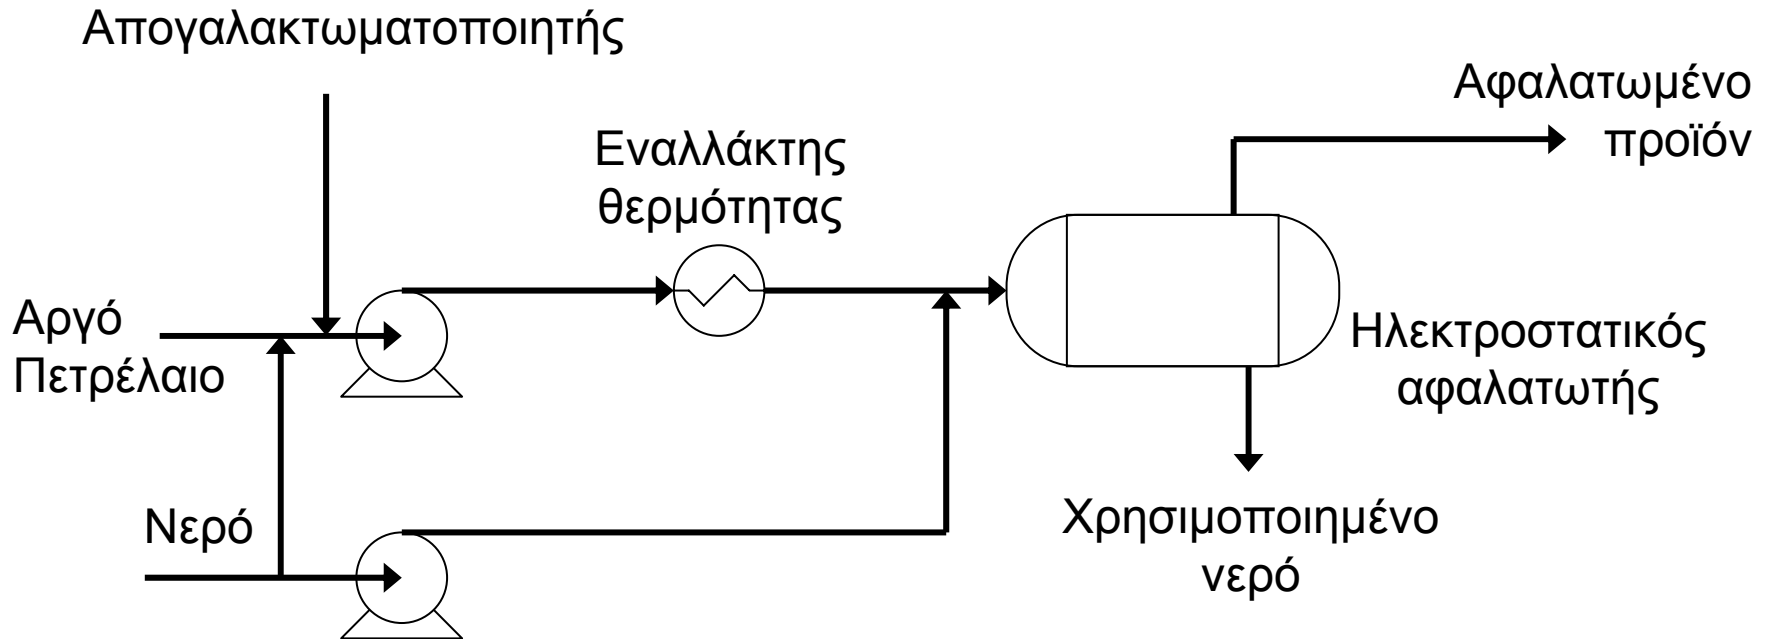 Απογαλακτωματοποιητής
Αφαλατωμένο
προϊόν
Εναλλάκτης
θερμότητας
Αργό
Πετρέλαιο
Ηλεκτροστατικός
αφαλατωτής
Νερό
Χρησιμοποιημένο
νερό